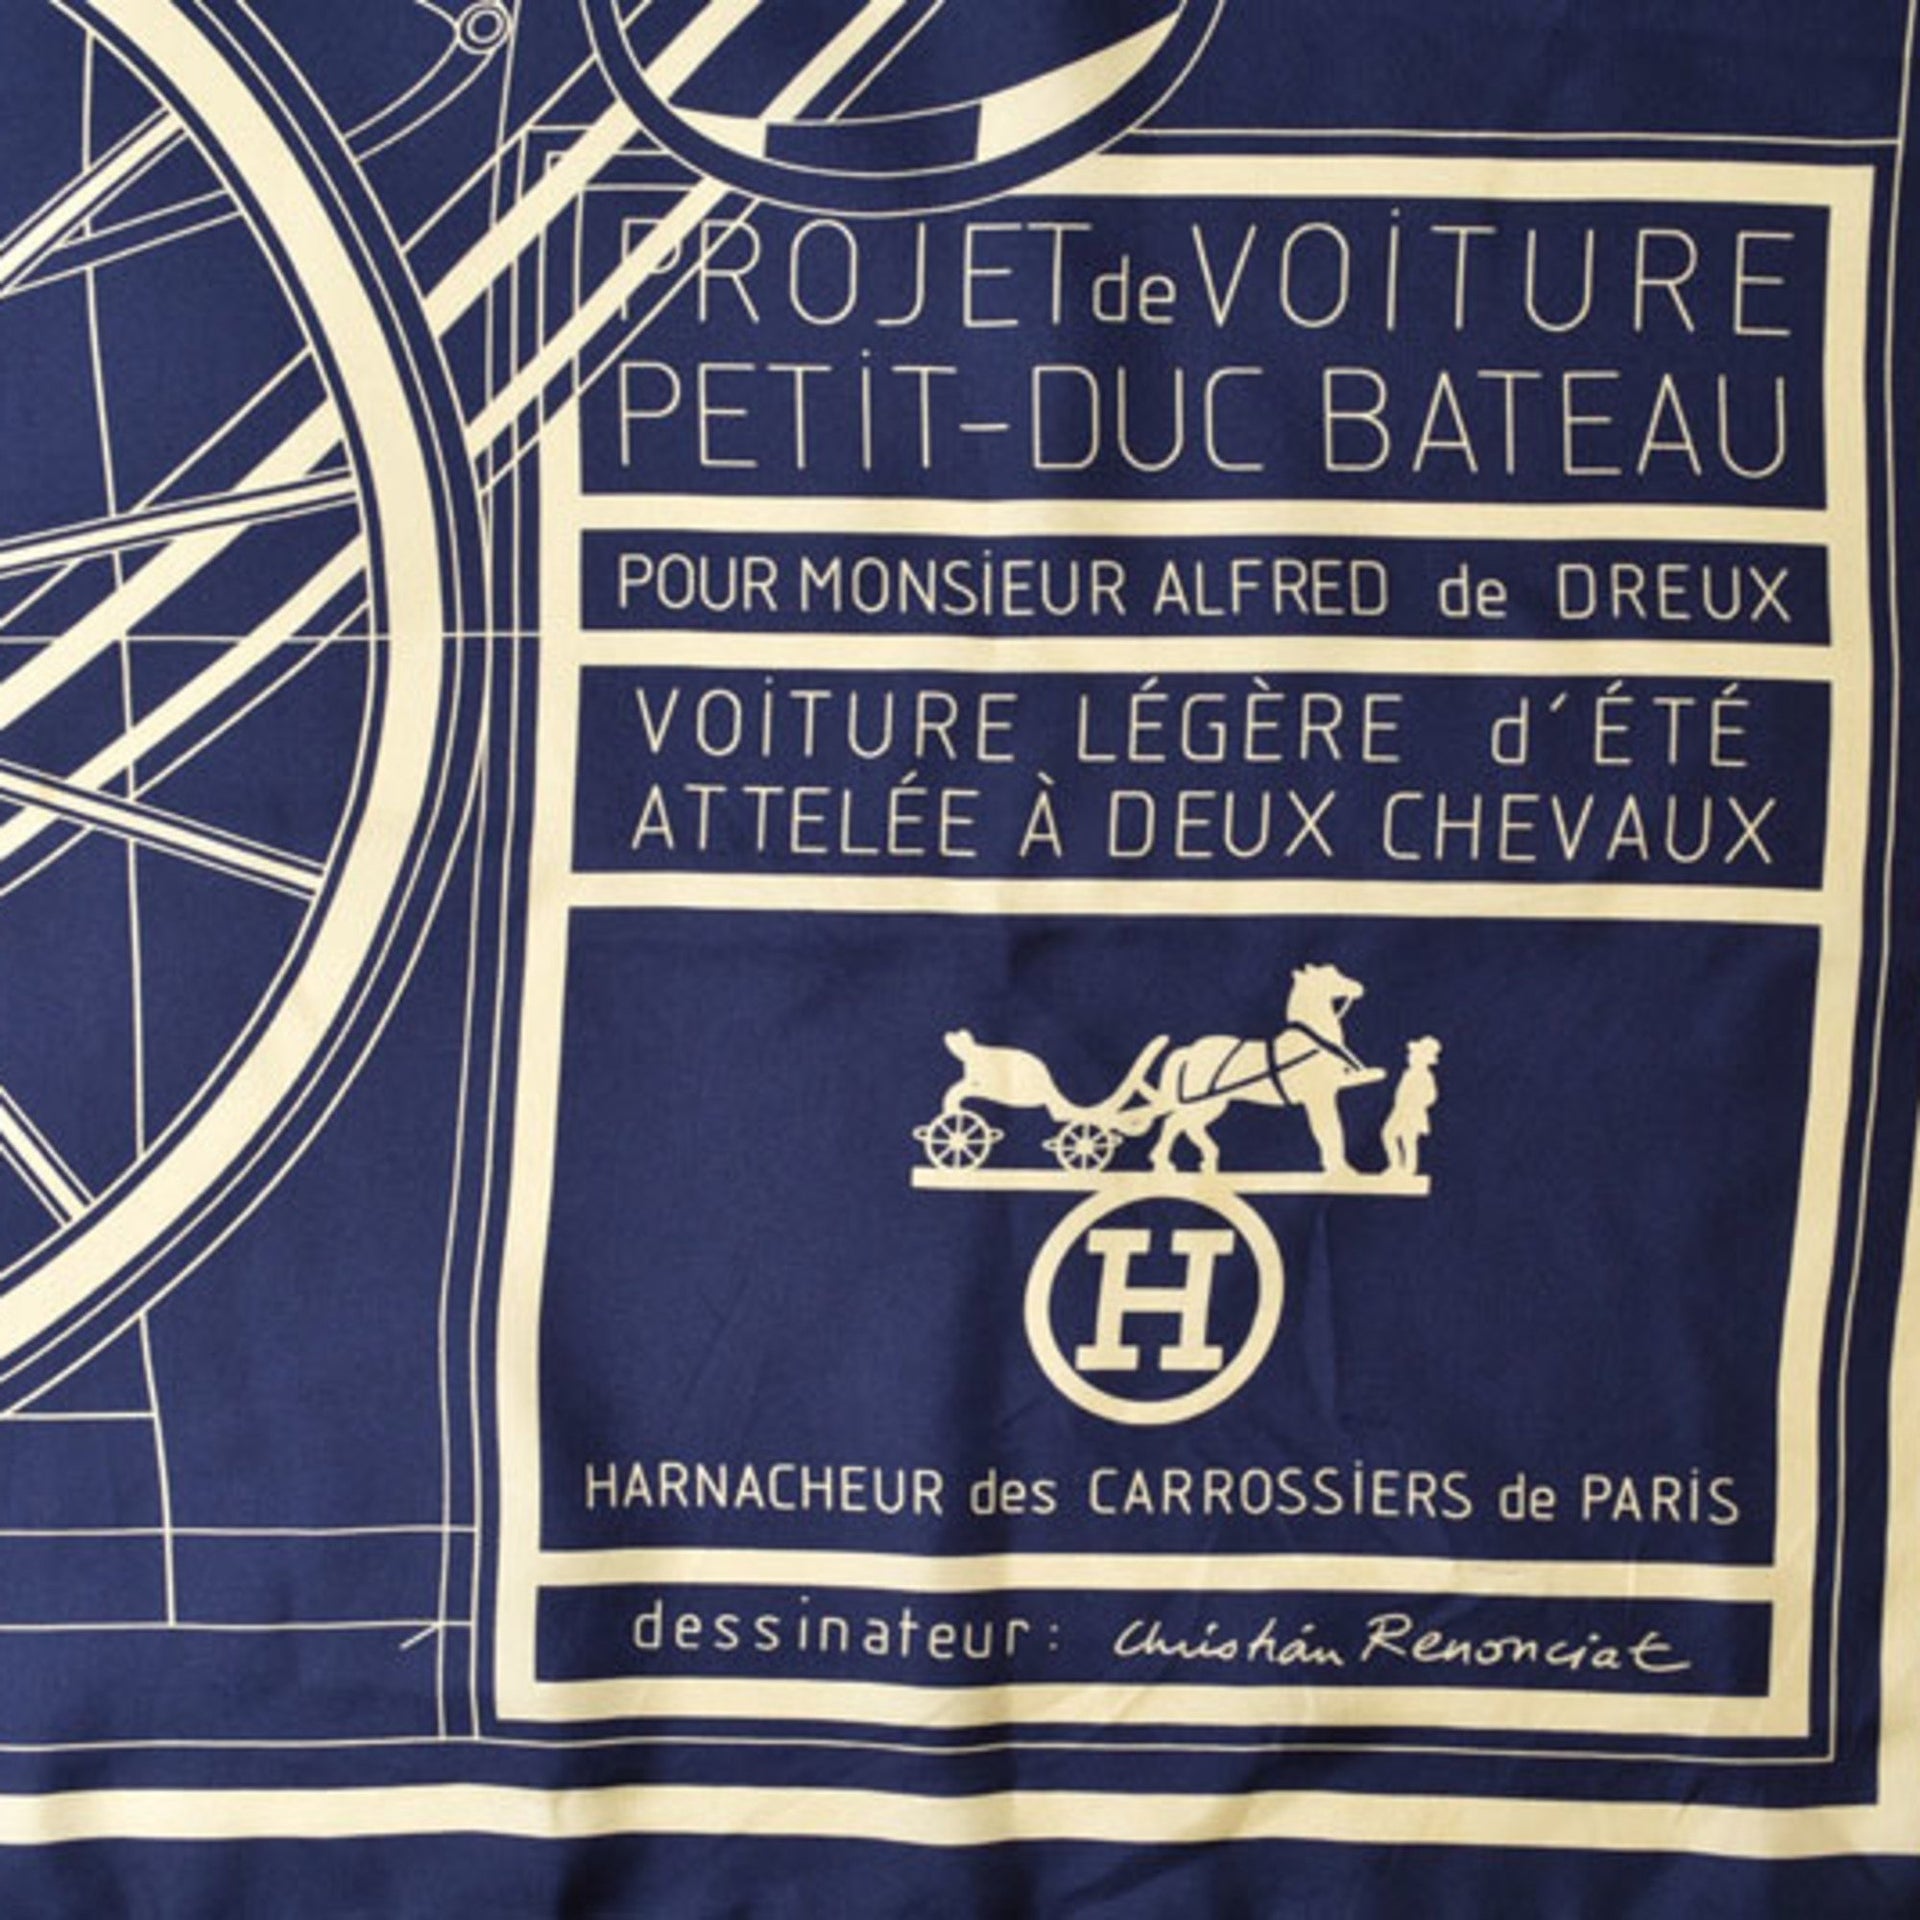 PROJET de VOITURE
PETIT-DUC BATEAU
POUR MONSIEUR ALFRED de DREUX
VOITURE LÉGÈRE d'ÉTÉ
ATTELÉE À DEUX CHEVAUX
H
HARNACHEUR des CARROSSIERS de PARIS
dessinateur: Christian Renonciat